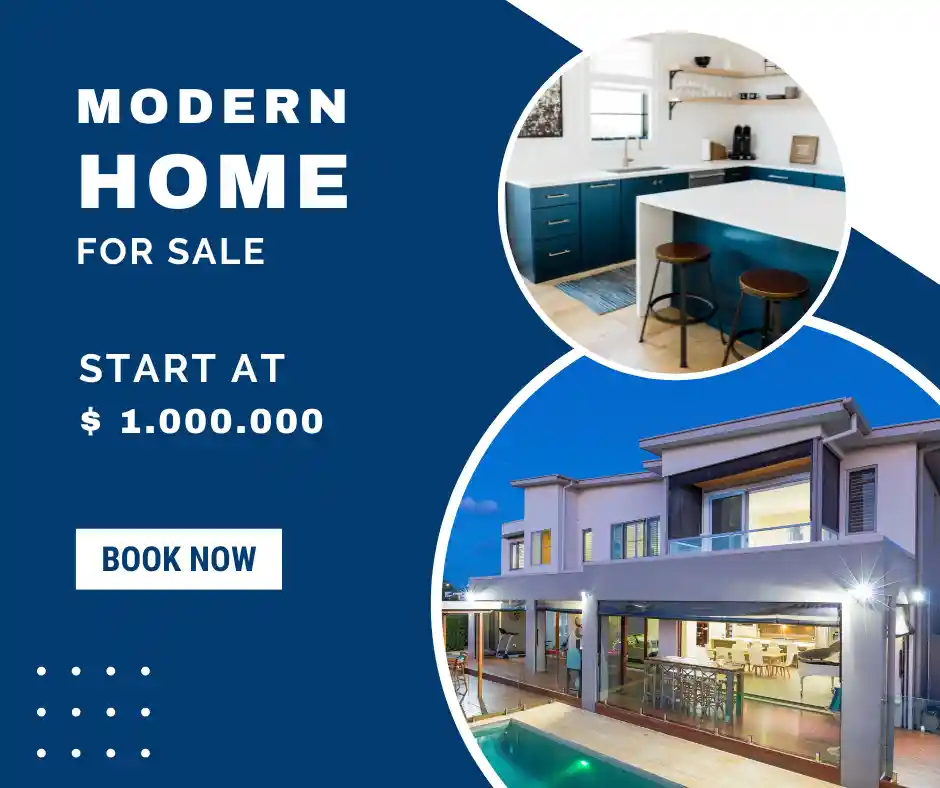 MODERN
HOME
FOR SALE
START AT
$ 1.000.000
BOOK NOW